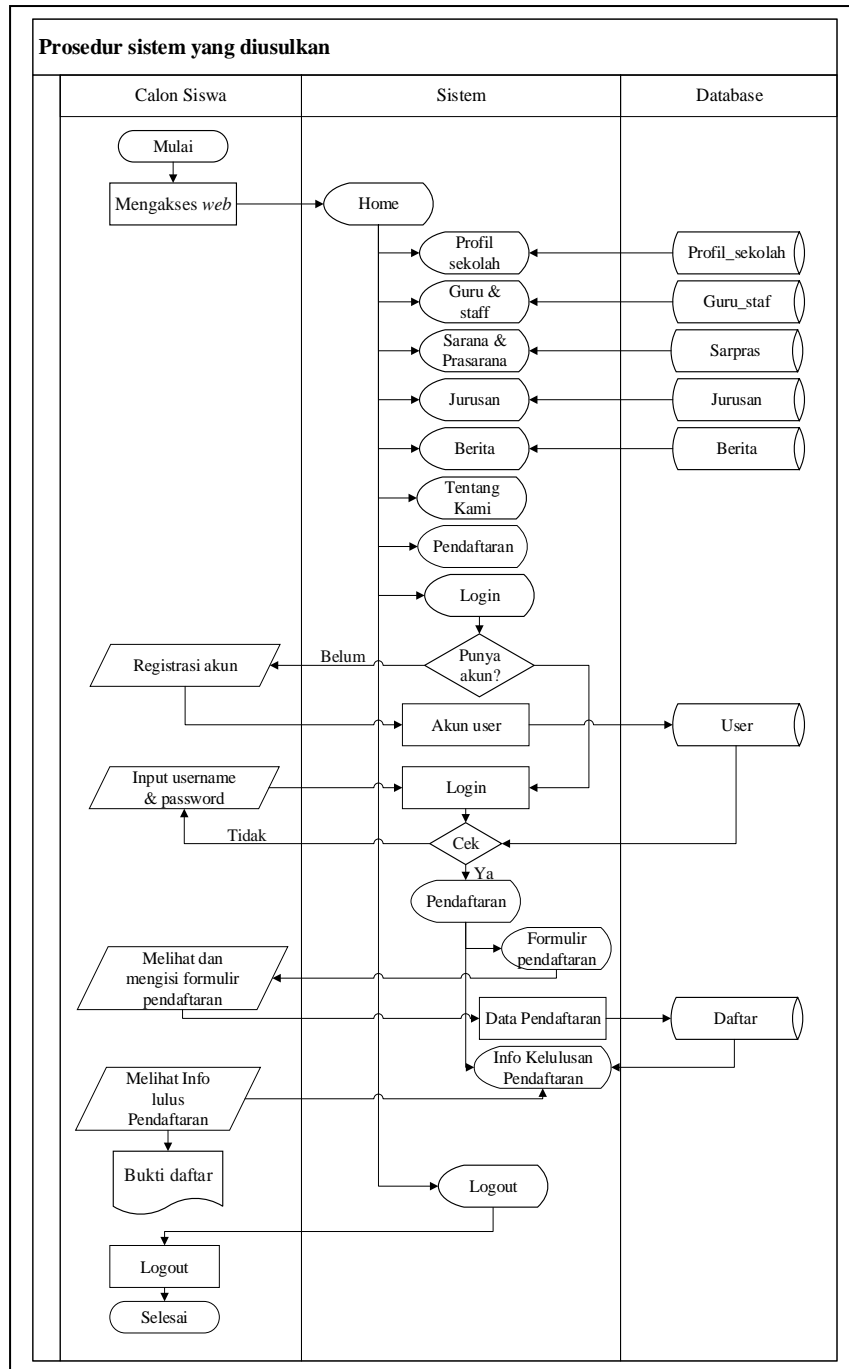 Prosedur sistem yang diusulkan
Calon Siswa
Sistem
Database
Mulai
Mengakses web
Home
Profil
sekolah
Profil_sekolah
Guru &
staff
Guru_staf
Sarana &
Prasarana
Sarpras
Jurusan
Jurusan
Berita
Berita
Tentang
Kami
Pendaftaran
Login
Registrasi akun
Belum
Punya
akun?
Akun user
User
Input username
& password
Login
Tidak
Cek
Ya
Pendaftaran
Formulir
pendaftaran
Melihat dan
mengisi formulir
pendaftaran
Data Pendaftaran
Daftar
Info Kelulusan
Pendaftaran
Melihat Info
lulus
Pendaftaran
Bukti daftar
Logout
Logout
Selesai